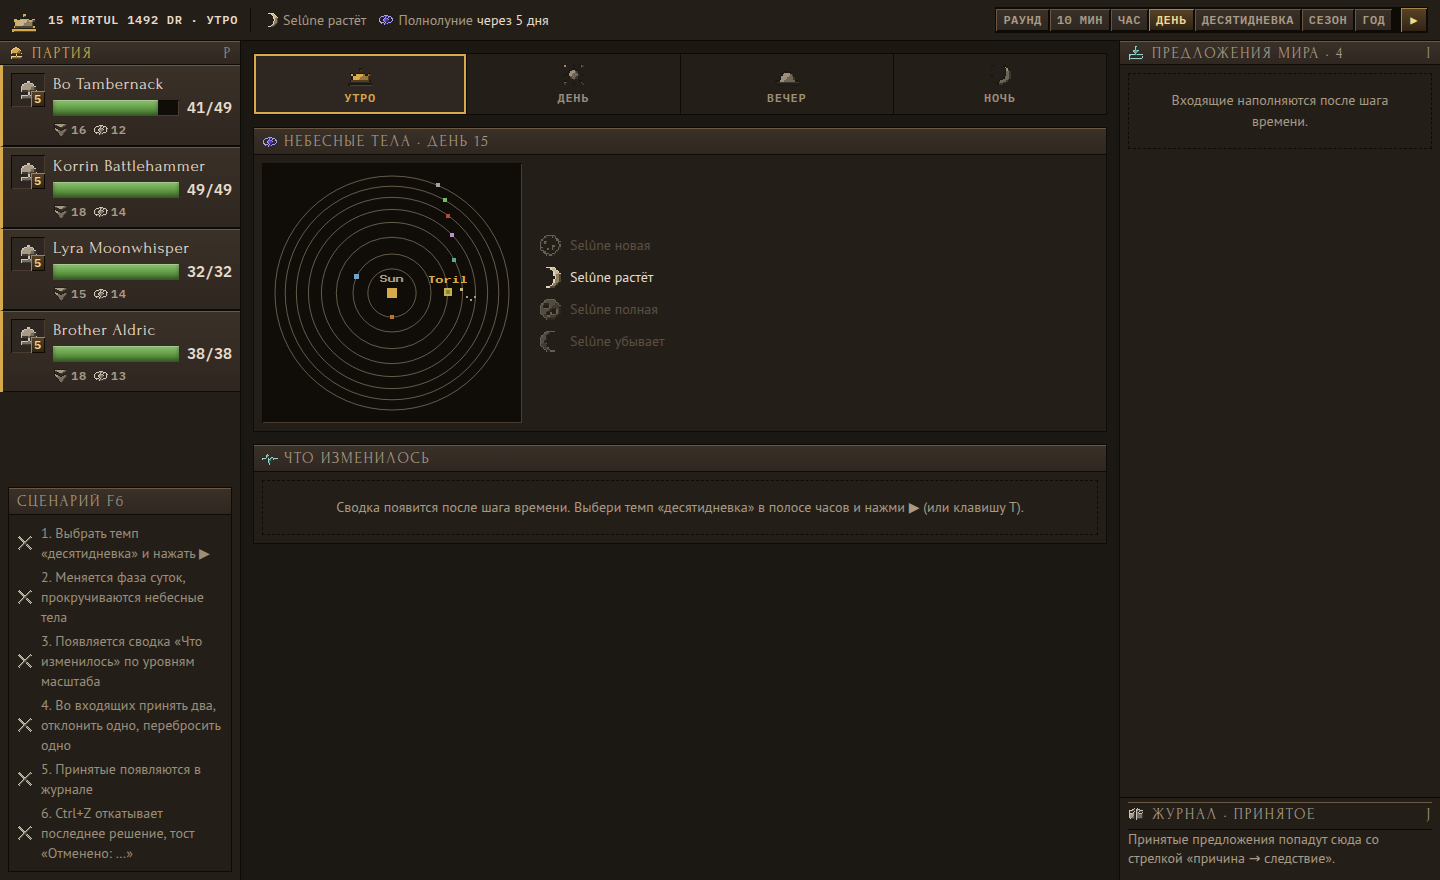 15 MIRTUL 1492 DR · УТРО
Selûne растёт
Полнолуние через 5 дня
РАУНД
10 МИН
ЧАС
ДЕНЬ
ДЕСЯТИДНЕВКА
СЕЗОН
ГОД
▶
ПАРТИЯ
P
Bo Tambernack
5
41/49
16
12
Korrin Battlehammer
5
49/49
18
14
Lyra Moonwhisper
5
32/32
15
14
Brother Aldric
5
38/38
18
13
СЦЕНАРИЙ F6
1. Выбрать темп
«десятидневка» и нажать ▶
2. Меняется фаза суток,
прокручиваются небесные
тела
3. Появляется сводка «Что
изменилось» по уровням
масштаба
4. Во входящих принять два,
отклонить одно, перебросить
одно
5. Принятые появляются в
журнале
6. Ctrl+Z откатывает
последнее решение, тост
«Отменено: ...»
УТРО
ДЕНЬ
ВЕЧЕР
НОЧЬ
НЕБЕСНЫЕ ТЕЛА · ДЕНЬ 15
Sun
Toril
Selûne новая
Selûne растёт
Selûne полная
Selûne убывает
ЧТО ИЗМЕНИЛОСЬ
Сводка появится после шага времени. Выбери темп «десятидневка» в полосе часов и нажми ▶ (или клавишу T).
ПРЕДЛОЖЕНИЯ МИРА · 4
I
Входящие наполняются после шага
времени.
ЖУРНАЛ · ПРИНЯТОЕ
J
Принятые предложения попадут сюда со
стрелкой «причина → следствие».